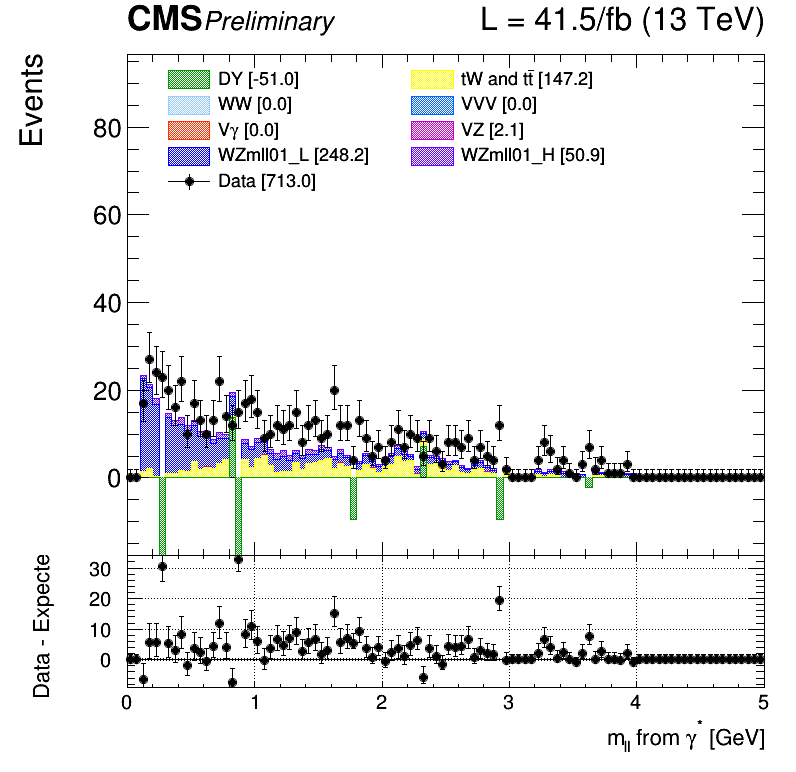 CMS Preliminary L = 41.5/fb (13 TeV)
Events
DY [-51.0] tW and tt̄ [147.2]
WW [0.0] VVV [0.0]
Vγ [0.0] VZ [2.1]
WZmll01_L [248.2] WZmll01_H [50.9]
Data [713.0]
80
60
40
20
0
Data - Expecte
30
20
10
0
0 1 2 3 4 5
m_ll from γ* [GeV]